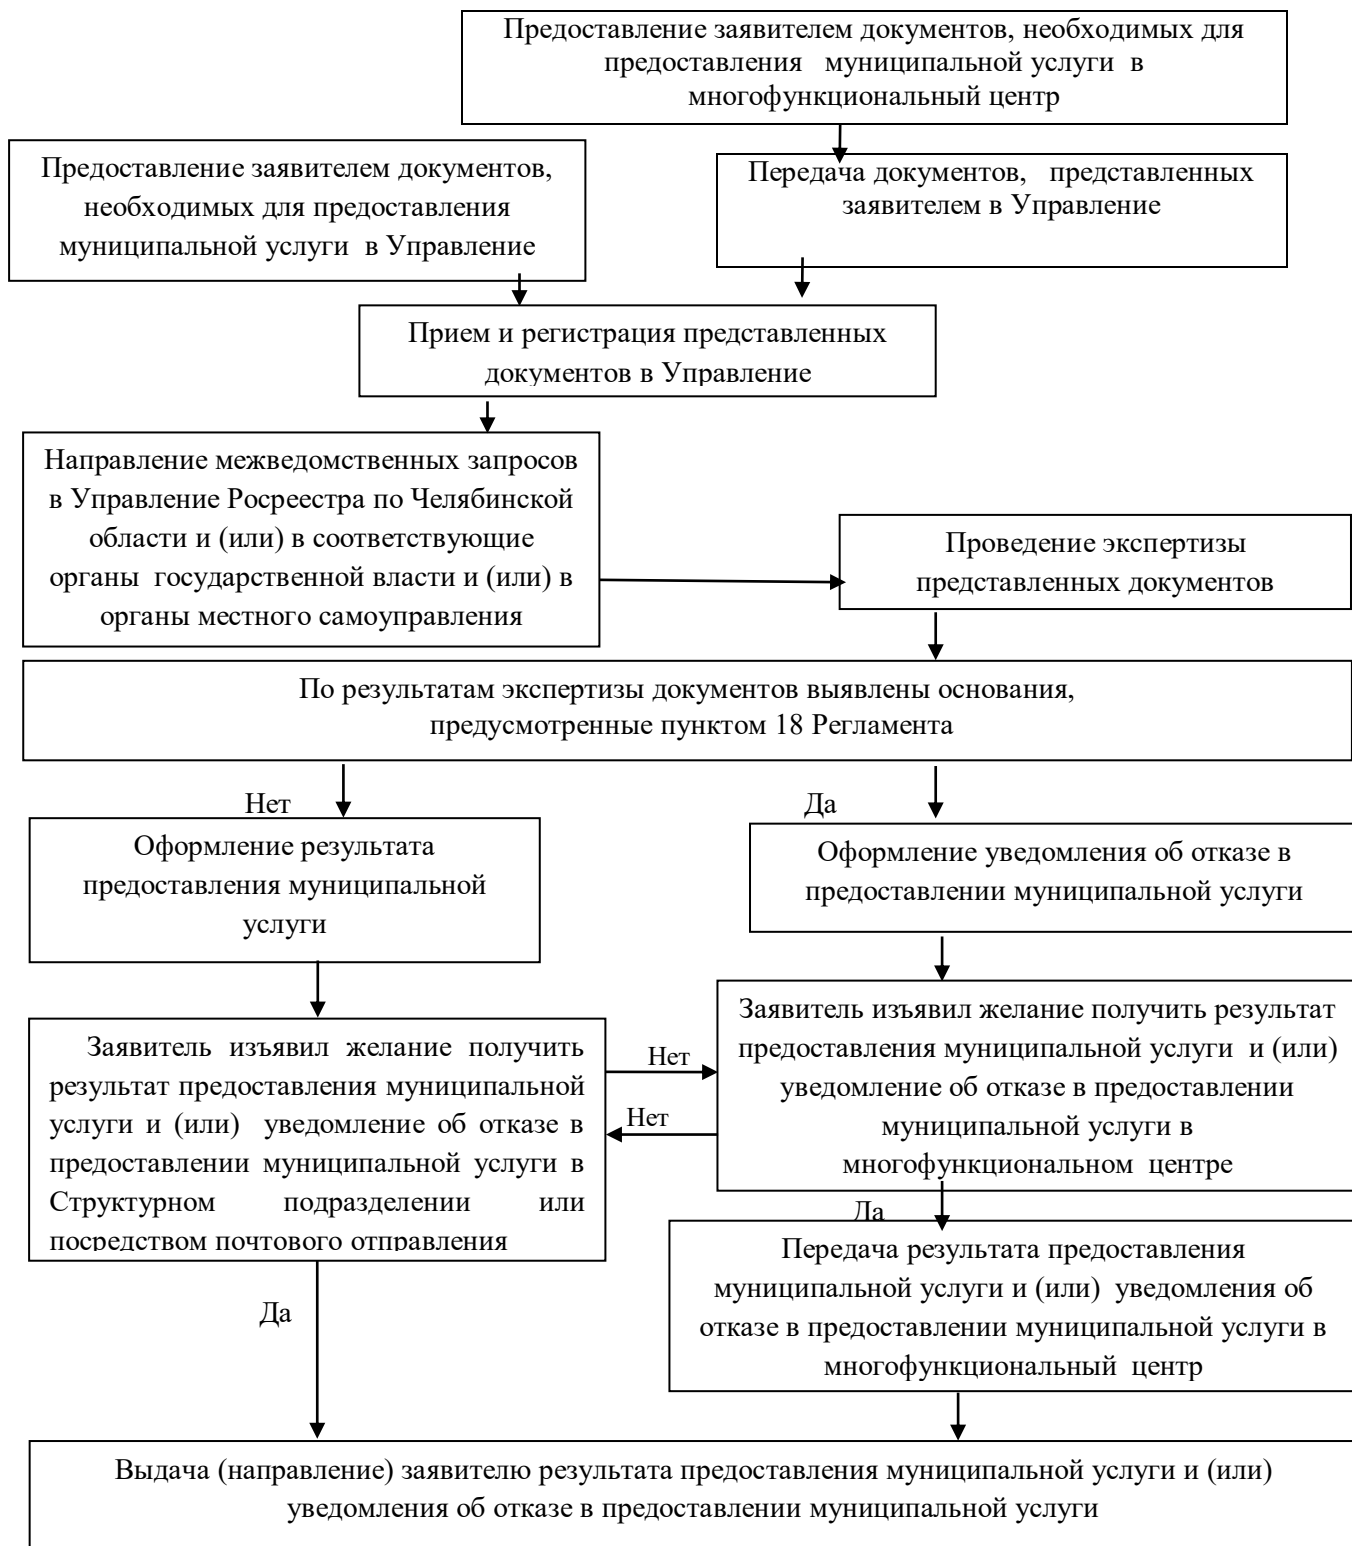 Предоставление заявителем документов, необходимых для
предоставления муниципальной услуги в
многофункциональный центр
Предоставление заявителем документов,
необходимых для предоставления
муниципальной услуги в Управление
Передача документов, представленных
заявителем в Управление
Прием и регистрация представленных
документов в Управление
Направление межведомственных запросов
в Управление Росреестра по Челябинской
области и (или) в соответствующие
органы государственной власти и (или) в
органы местного самоуправления
Проведение экспертизы
представленных документов
По результатам экспертизы документов выявлены основания,
предусмотренные пунктом 18 Регламента
Нет
Да
Оформление результата
предоставления муниципальной
услуги
Оформление уведомления об отказе в
предоставлении муниципальной услуги
Заявитель изъявил желание получить
результат предоставления муниципальной
услуги и (или) уведомление об отказе в
предоставлении муниципальной услуги в
Структурном подразделении или
посредством почтового отправления
Нет
Нет
Заявитель изъявил желание получить результат
предоставления муниципальной услуги и (или)
уведомление об отказе в предоставлении
муниципальной услуги в
многофункциональном центре
Да
Передача результата предоставления
муниципальной услуги и (или) уведомления об
отказе в предоставлении муниципальной услуги в
многофункциональный центр
Да
Выдача (направление) заявителю результата предоставления муниципальной услуги и (или)
уведомления об отказе в предоставлении муниципальной услуги